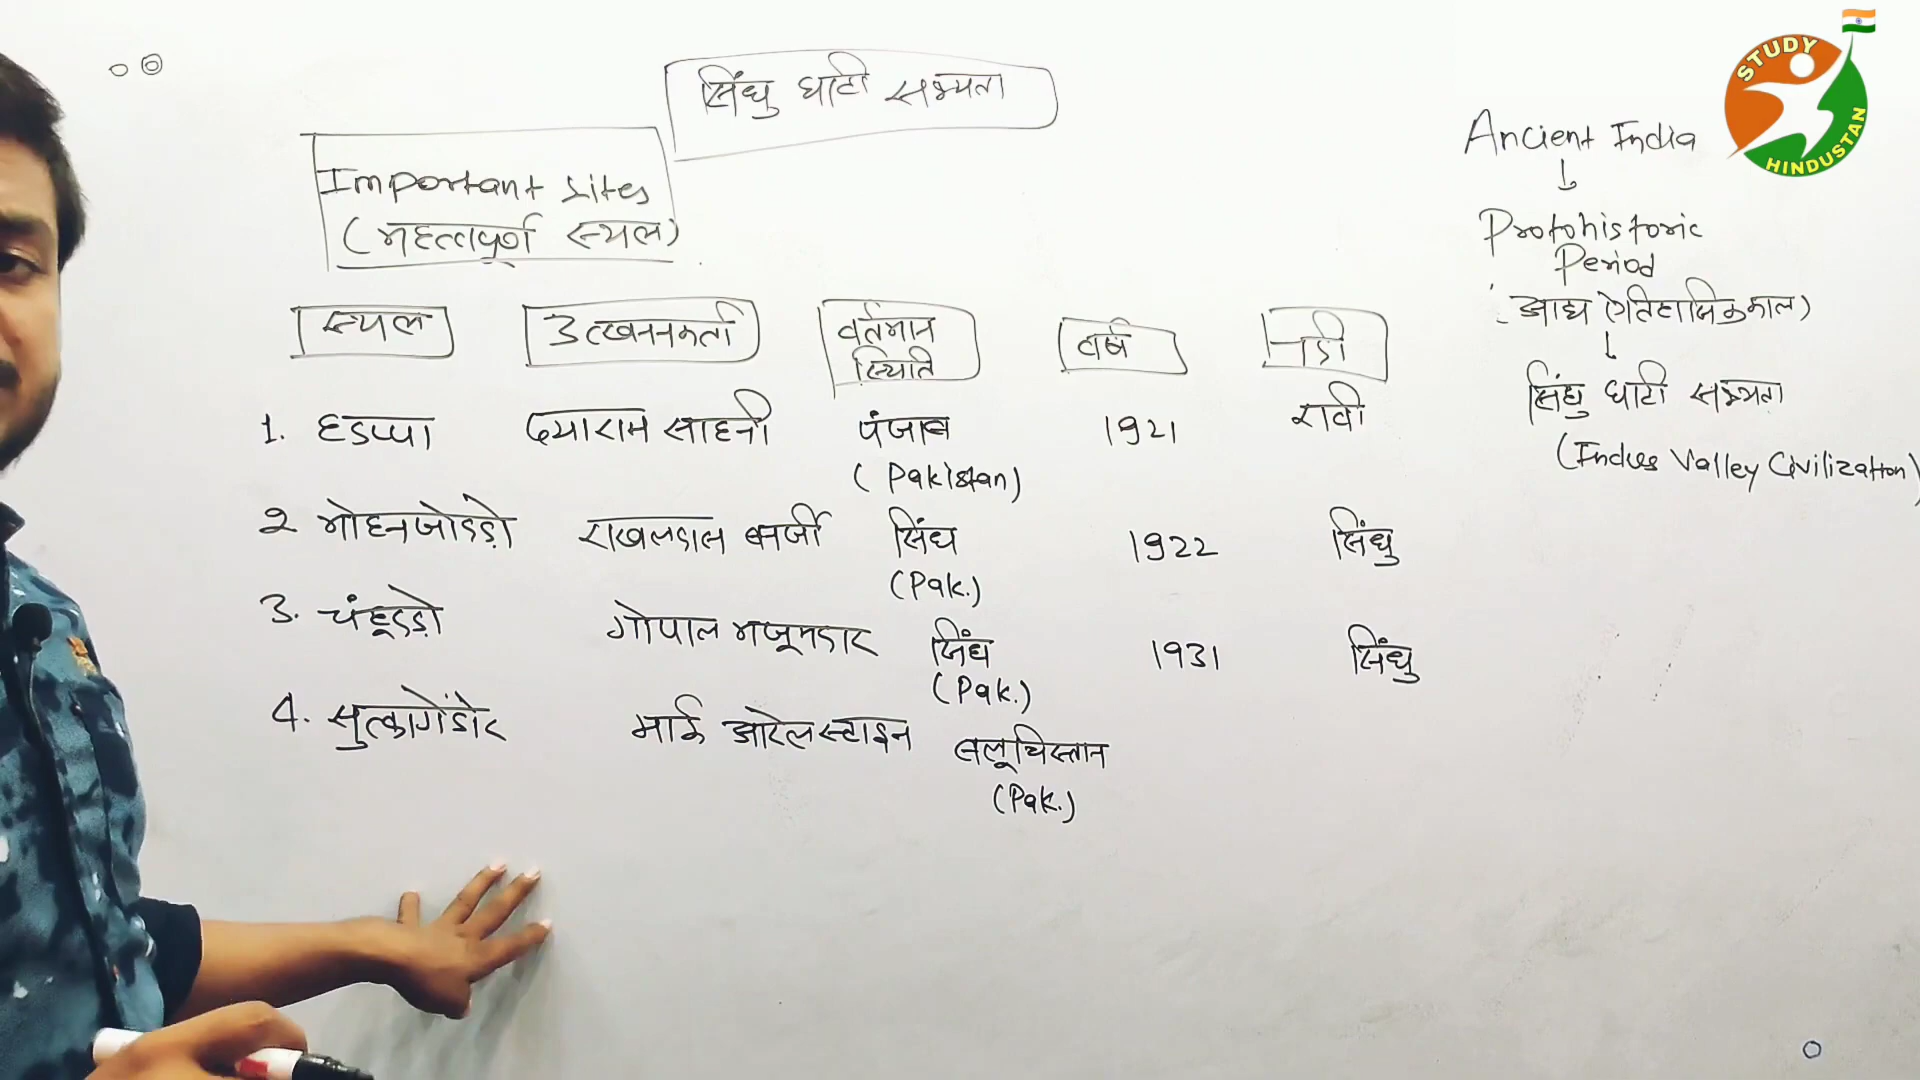 सिंधु घाटी सभ्यता
Important Sites
(महत्वपूर्ण स्थल)
स्थल उत्खननकर्ता वर्तमान स्थिति वर्ष नदी
1. हडप्पा दयाराम साहनी पंजाब (Pakistan) 1921 रावी
2 मोहनजोदड़ो राखलदास बनर्जी सिंध (Pak.) 1922 सिंधु
3. चंहूदड़ो गोपाल मजूमदार सिंध (Pak.) 1931 सिंधु
4. सुत्कागेंडोर मार्क ऑरेलस्टाइन बलूचिस्तान (Pak.)
Ancient India
Protohistoric
Period
आद्य ऐतिहासिक काल)
सिंधु घाटी सभ्यता
(Indus Valley Civilization)
STUDY
HINDUSTAN